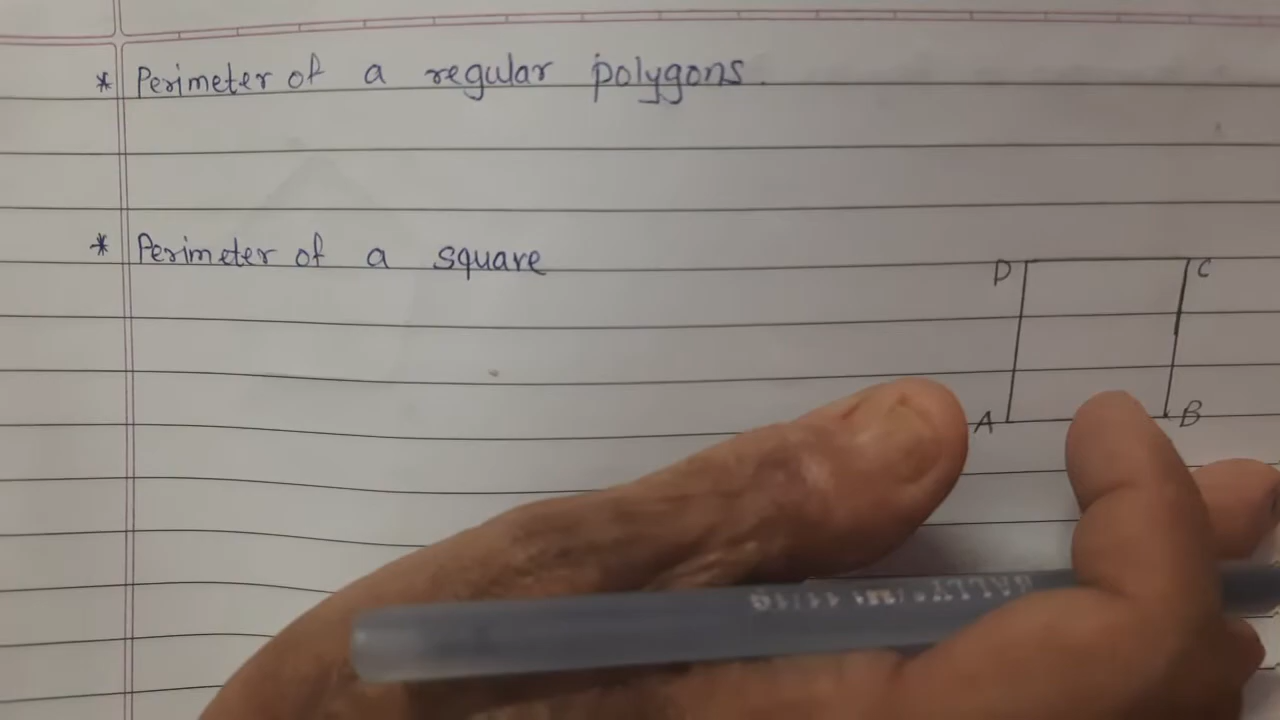 * Perimeter of a regular polygons.
* Perimeter of a square
D C
A B